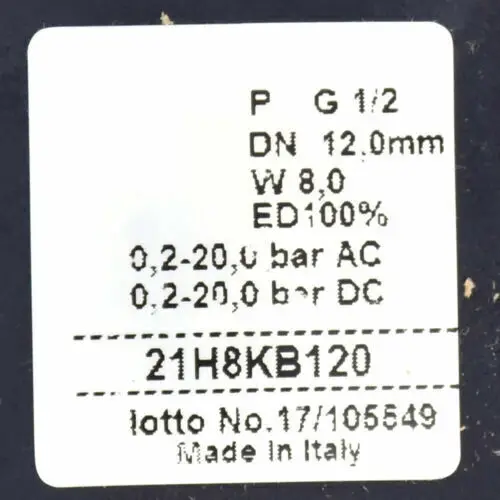 P G 1/2
DN 12,0mm
W 8,0
ED100%
0,2-20,0 bar AC
0,2-20,0 bar DC
21H8KB120
lotto No.17/105649
Made in Italy